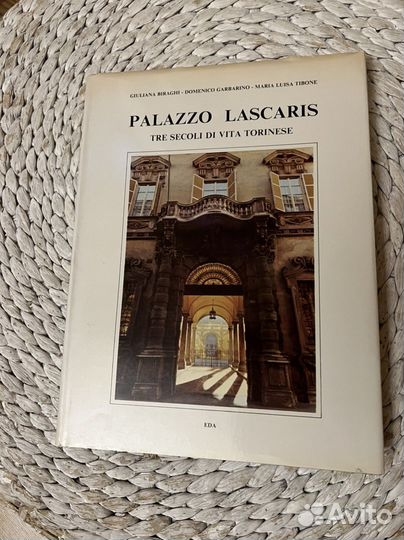 GIULIANA BIRAGHI - DOMENICO GARBARINO - MARIA LUISA TIBONE
PALAZZO LASCARIS
TRE SECOLI DI VITA TORINESE
EDA
Avito